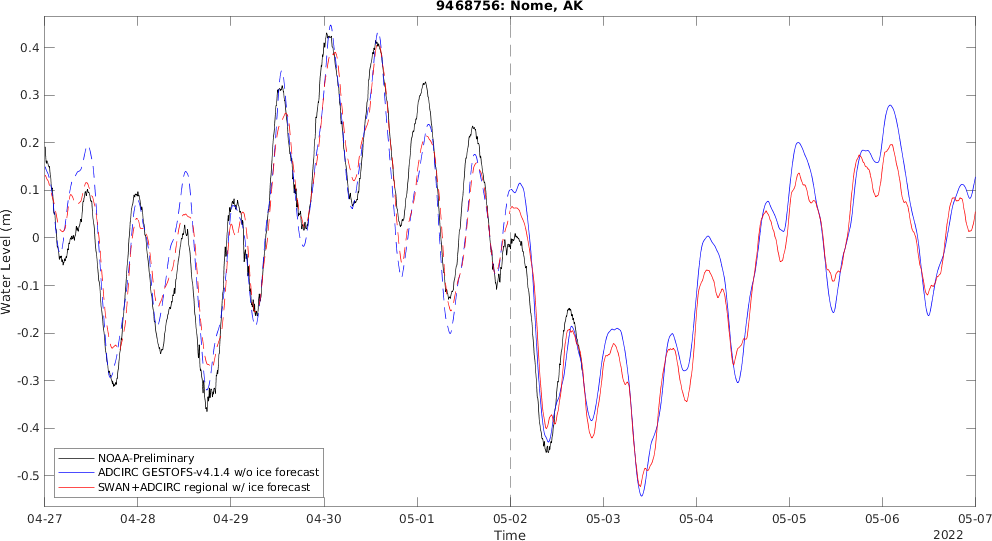 9468756: Nome, AK
0.4
0.3
0.2
0.1
0
-0.1
-0.2
-0.3
-0.4
-0.5
Water Level (m)
NOAA-Preliminary
ADCIRC GESTOFS-v4.1.4 w/o ice forecast
SWAN+ADCIRC regional w/ ice forecast
04-27 04-28 04-29 04-30 05-01 05-02 05-03 05-04 05-05 05-06 05-07
Time
2022